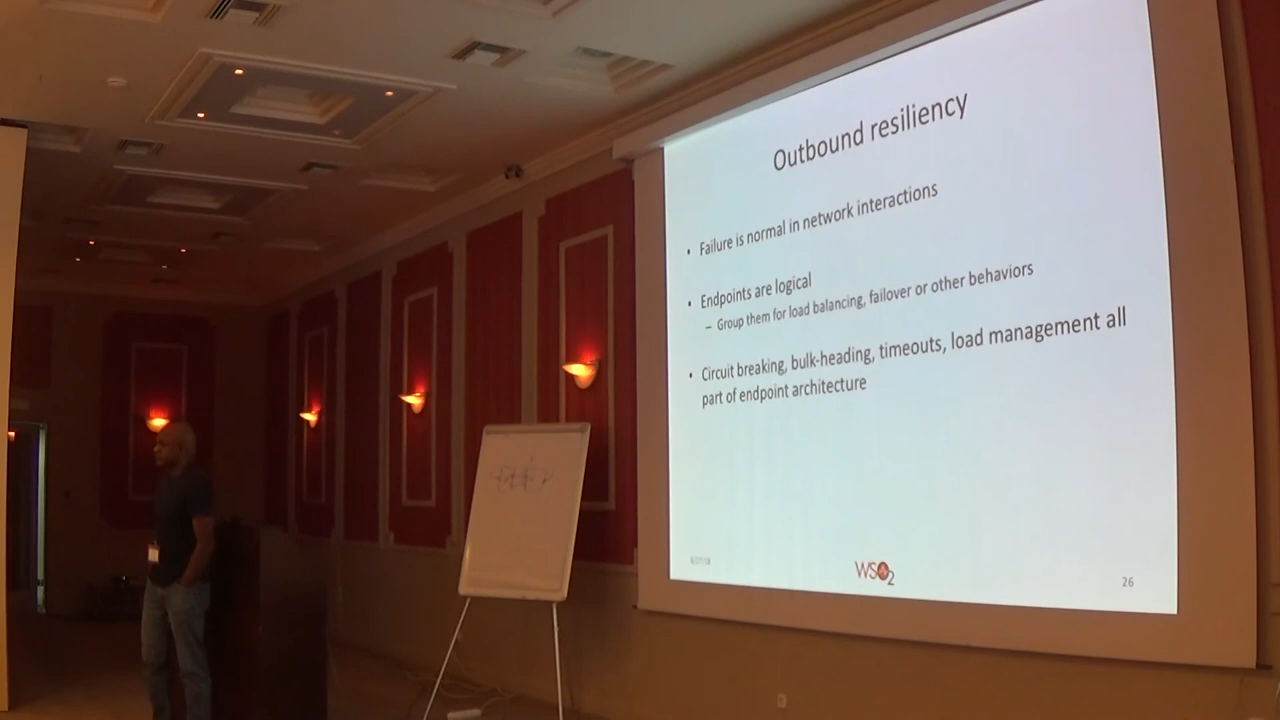 Outbound resiliency
• Failure is normal in network interactions
• Endpoints are logical
– Group them for load balancing, failover or other behaviors
• Circuit breaking, bulk-heading, timeouts, load management all
part of endpoint architecture
WSO2
26